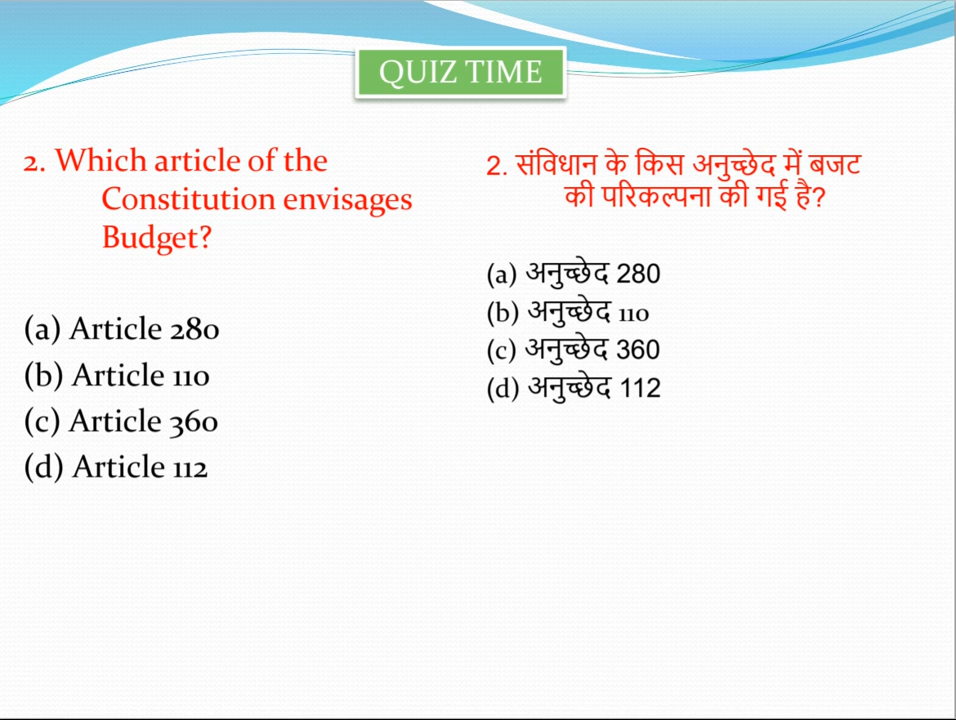 QUIZ TIME
2. Which article of the
Constitution envisages
Budget?
(a) Article 280
(b) Article 110
(c) Article 360
(d) Article 112
2. संविधान के किस अनुच्छेद में बजट
की परिकल्पना की गई है?
(a) अनुच्छेद 280
(b) अनुच्छेद 110
(c) अनुच्छेद 360
(d) अनुच्छेद 112